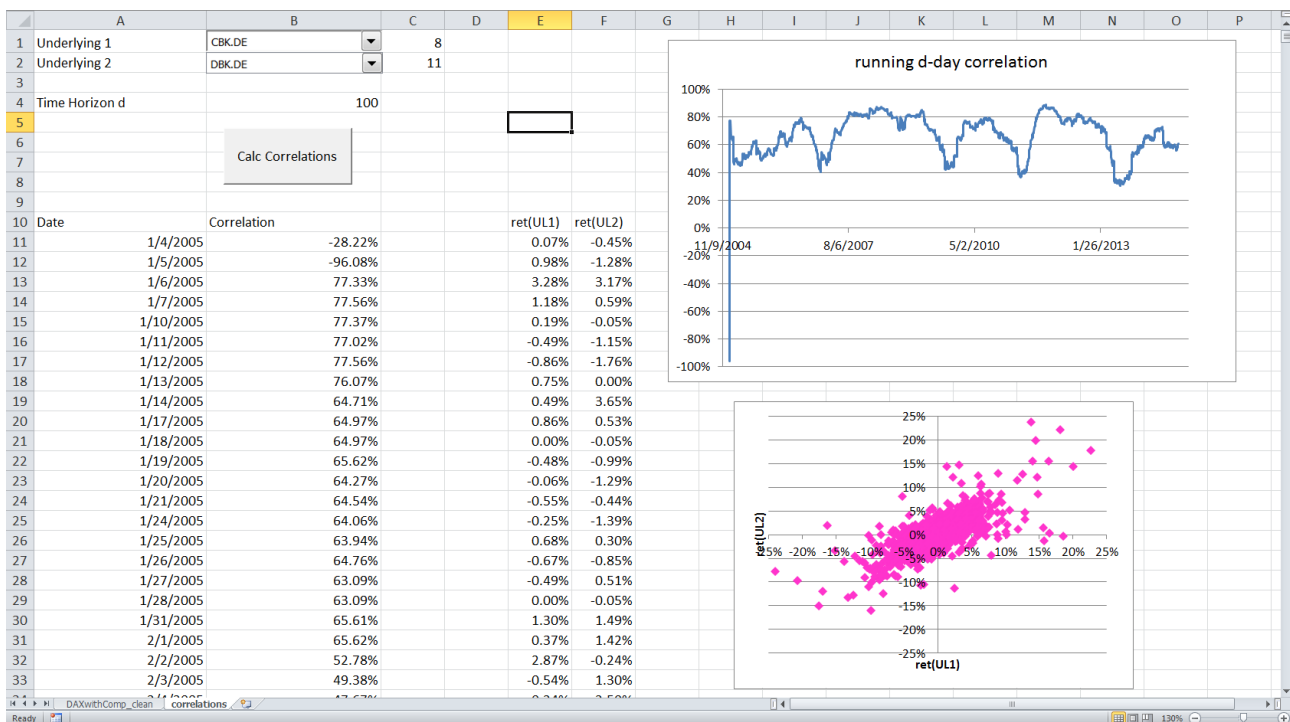 A B C D E F G H I J K L M N O P
1 Underlying 1 CBK.DE 8
2 Underlying 2 DBK.DE 11
3
4 Time Horizon d 100
5
6
7 Calc Correlations
8
9
10 Date Correlation ret(UL1) ret(UL2)
11 1/4/2005 -28.22% 0.07% -0.45%
12 1/5/2005 -96.08% 0.98% -1.28%
13 1/6/2005 77.33% 3.28% 3.17%
14 1/7/2005 77.56% 1.18% 0.59%
15 1/10/2005 77.37% 0.19% -0.05%
16 1/11/2005 77.02% -0.49% -1.15%
17 1/12/2005 77.56% -0.86% -1.76%
18 1/13/2005 76.07% 0.75% 0.00%
19 1/14/2005 64.71% 0.49% 3.65%
20 1/17/2005 64.97% 0.86% 0.53%
21 1/18/2005 64.97% 0.00% -0.05%
22 1/19/2005 65.62% -0.48% -0.99%
23 1/20/2005 64.27% -0.06% -1.29%
24 1/21/2005 64.54% -0.55% -0.44%
25 1/24/2005 64.06% -0.25% -1.39%
26 1/25/2005 63.94% 0.68% 0.30%
27 1/26/2005 64.76% -0.67% -0.85%
28 1/27/2005 63.09% -0.49% 0.51%
29 1/28/2005 63.09% 0.00% -0.05%
30 1/31/2005 65.61% 1.30% 1.49%
31 2/1/2005 65.62% 0.37% 1.42%
32 2/2/2005 52.78% 2.87% -0.24%
33 2/3/2005 49.38% -0.54% 1.30%
running d-day correlation
100%
80%
60%
40%
20%
0%
11/9/2004 8/6/2007 5/2/2010 1/26/2013
-20%
-40%
-60%
-80%
-100%
25%
20%
15%
10%
5%
0%
-25% -20% -15% -10% -5% 0% 5% 10% 15% 20% 25%
-5%
-10%
-15%
-20%
-25%
ret(UL2)
ret(UL1)
DAXwithComp_clean correlations
Ready 130%